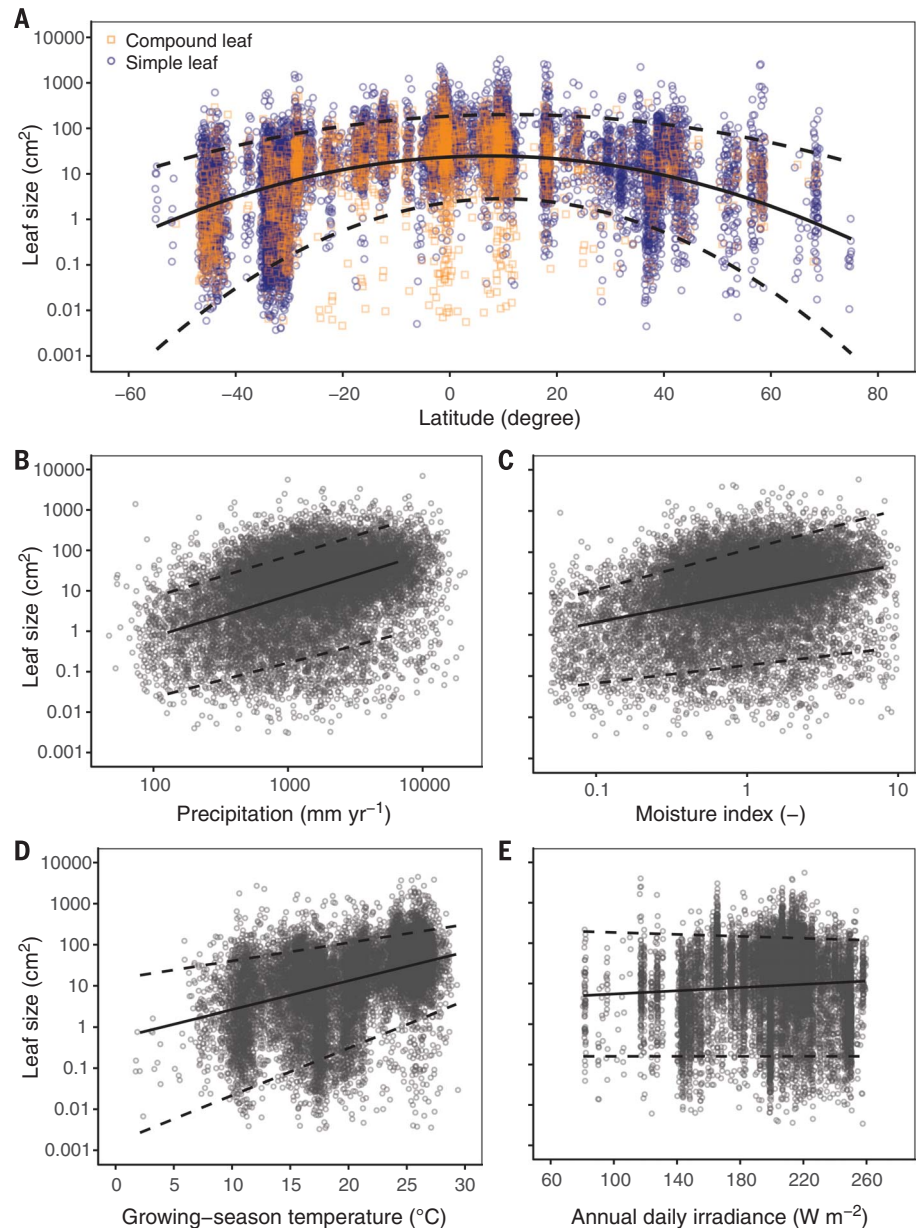 A
Compound leaf
Simple leaf
Leaf size (cm²)
10000
1000
100
10
1
0.1
0.01
0.001
−60 −40 −20 0 20 40 60 80
Latitude (degree)
B
Leaf size (cm²)
10000
1000
100
10
1
0.1
0.01
0.001
100 1000 10000
Precipitation (mm yr⁻¹)
C
0.1 1 10
Moisture index (−)
D
Leaf size (cm²)
10000
1000
100
10
1
0.1
0.01
0.001
0 5 10 15 20 25 30
Growing−season temperature (°C)
E
60 100 140 180 220 260
Annual daily irradiance (W m⁻²)